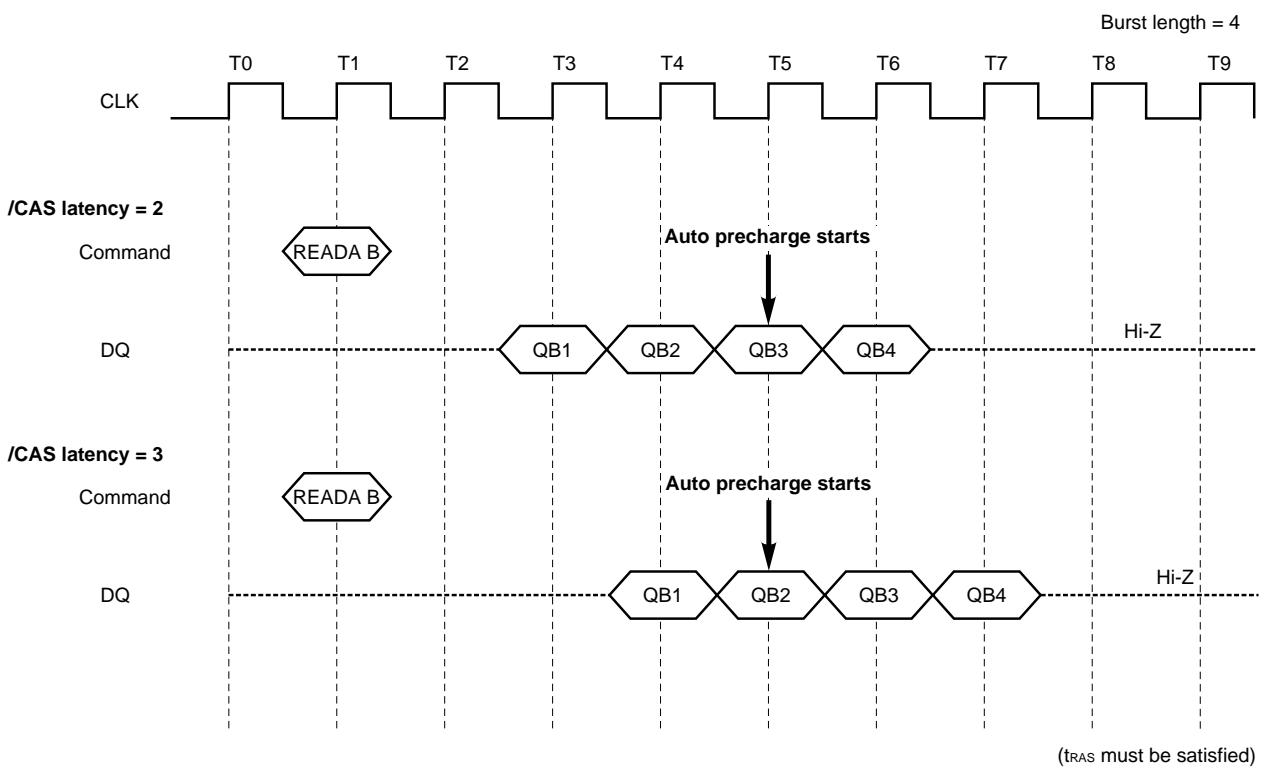 Burst length = 4
T0 T1 T2 T3 T4 T5 T6 T7 T8 T9
CLK
/CAS latency = 2
Command READA B
Auto precharge starts
DQ QB1 QB2 QB3 QB4 Hi-Z
/CAS latency = 3
Command READA B
Auto precharge starts
DQ QB1 QB2 QB3 QB4 Hi-Z
(tRAS must be satisfied)